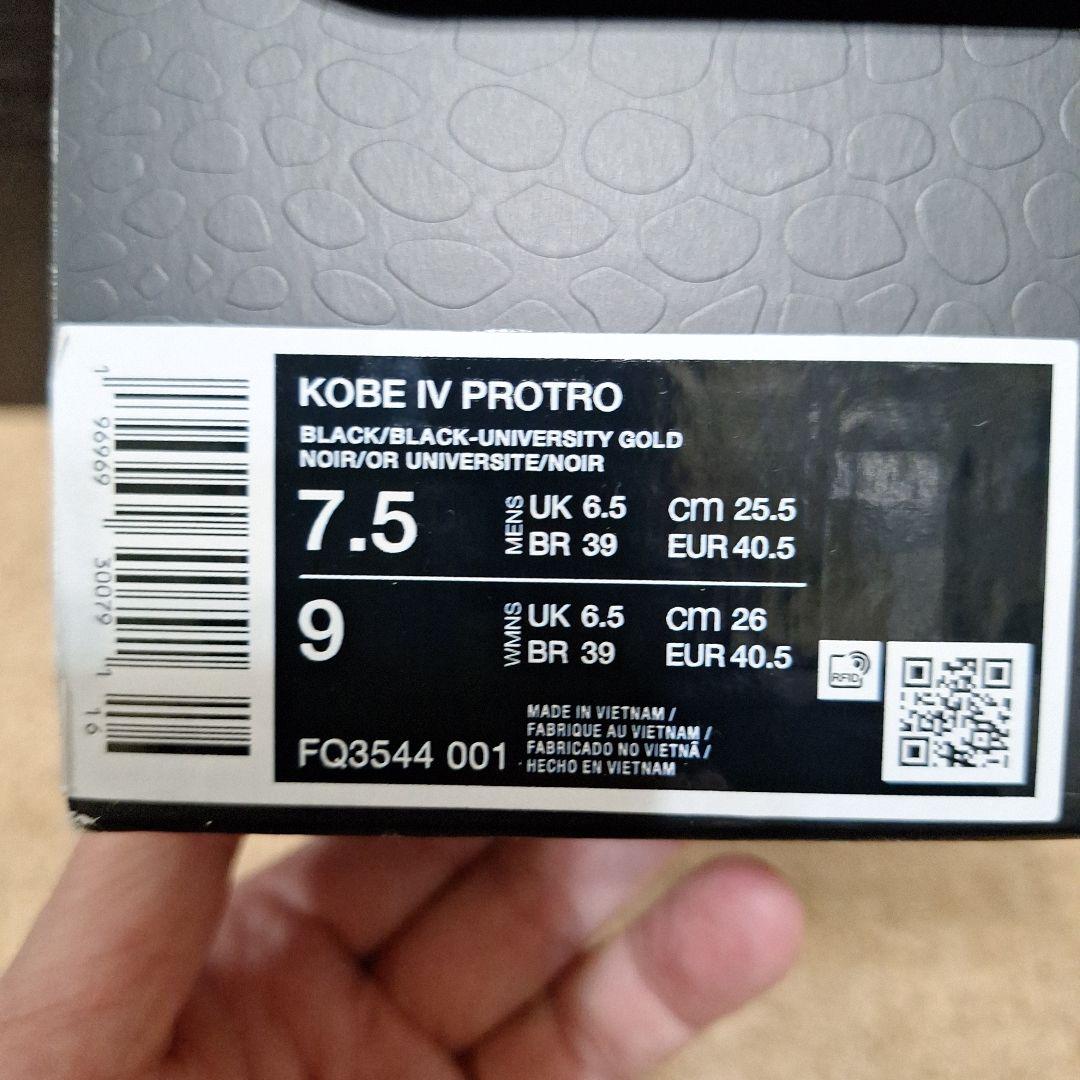 KOBE IV PROTRO
BLACK/BLACK-UNIVERSITY GOLD
NOIR/OR UNIVERSITE/NOIR
7.5
MENS
UK 6.5
cm 25.5
BR 39
EUR 40.5
9
WMNS
UK 6.5
cm 26
BR 39
EUR 40.5
RFID
FQ3544 001
MADE IN VIETNAM /
FABRIQUE AU VIETNAM /
FABRICADO NO VIETNÃ /
HECHO EN VIETNAM
1 96969 30079 1 16